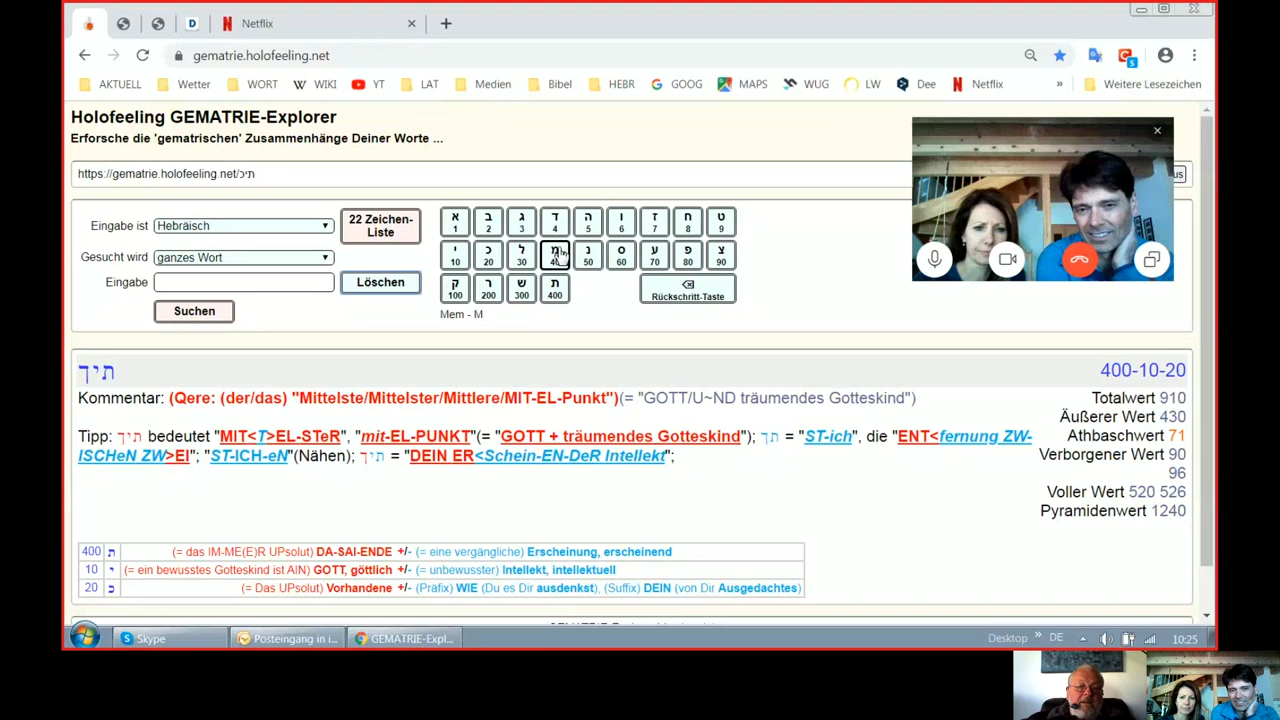 Netflix
gematrie.holofeeling.net
AKTUELL Wetter WORT WIKI YT LAT Medien Bibel HEBR GOOG MAPS WUG LW Dee Netflix » Weitere Lesezeichen
Holofeeling GEMATRIE-Explorer
Erforsche die 'gematrischen' Zusammenhänge Deiner Worte ...
https://gematrie.holofeeling.net/תיכ
Eingabe ist Hebräisch
22 Zeichen-Liste
Gesucht wird ganzes Wort
Eingabe
Löschen
Suchen
א ב ג ד ה ו ז ח ט
1 2 3 4 5 6 7 8 9
י כ ל מ נ ס ע פ צ
10 20 30 40 50 60 70 80 90
ק ר ש ת
100 200 300 400
Rückschritt-Taste
Mem - M
תיך 400-10-20
Kommentar: (Qere: (der/das) "Mittelste/Mittelster/Mittlere/MIT-EL-Punkt")(= "GOTT/U~ND träumendes Gotteskind")
Tipp: תיך bedeutet "MIT<T>EL-STeR", "mit-EL-PUNKT"(= "GOTT + träumendes Gotteskind"); תך = "ST-ich", die "ENT<fernung ZW-
ISCHeN ZW>EI"; "ST-ICH-eN"(Nähen); תיך = "DEIN ER<Schein-EN-DeR Intellekt";
Totalwert 910
Äußerer Wert 430
Athbaschwert 71
Verborgener Wert 90
96
Voller Wert 520 526
Pyramidenwert 1240
400 ת (= das IM-ME(E)R UPsolut) DA-SAI-ENDE +/- (= eine vergängliche) Erscheinung, erscheinend
10 י (= ein bewusstes Gotteskind ist AIN) GOTT, göttlich +/- (= unbewusster) Intellekt, intellektuell
20 כ (= Das UPsolut) Vorhandene +/- (Präfix) WIE (Du es Dir ausdenkst), (Suffix) DEIN (von Dir Ausgedachtes)
Skype Posteingang in i... GEMATRIE-Expl... Desktop » DE 10:25